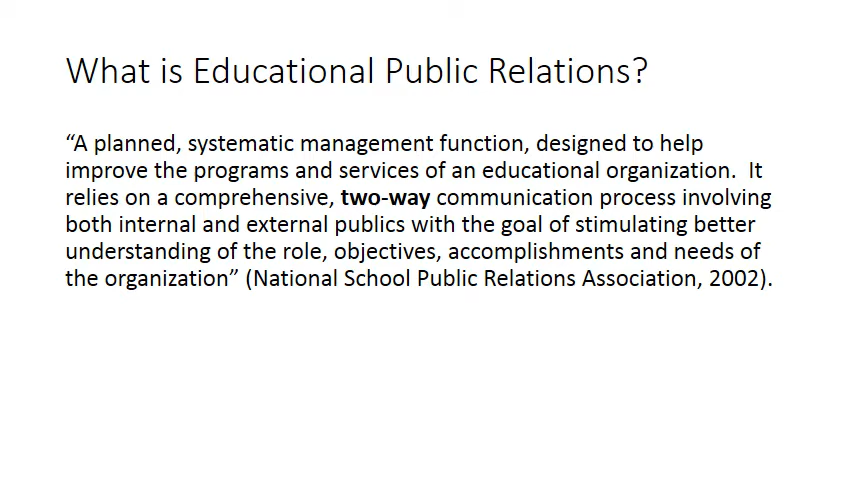 What is Educational Public Relations?
“A planned, systematic management function, designed to help
improve the programs and services of an educational organization.  It
relies on a comprehensive, two-way communication process involving
both internal and external publics with the goal of stimulating better
understanding of the role, objectives, accomplishments and needs of
the organization” (National School Public Relations Association, 2002).